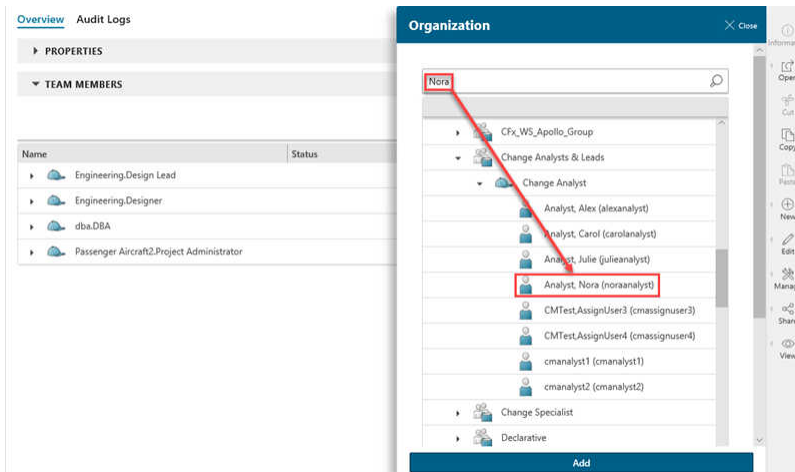 Overview Audit Logs
PROPERTIES
TEAM MEMBERS
Name Status
Engineering.Design Lead
Engineering.Designer
dba.DBA
Passenger Aircraft2.Project Administrator
Organization
Close
Nora
CFx_WS_Apollo_Group
Change Analysts & Leads
Change Analyst
Analyst, Alex (alexanalyst)
Analyst, Carol (carolanalyst)
Analyst, Julie (julieanalyst)
Analyst, Nora (noraanalyst)
CMTest,AssignUser3 (cmassignuser3)
CMTest,AssignUser4 (cmassignuser4)
cmanalyst1 (cmanalyst1)
cmanalyst2 (cmanalyst2)
Change Specialist
Declarative
Add
Informa
Open
Cut
Copy
Paste
New
Edit
Manag
Share
View